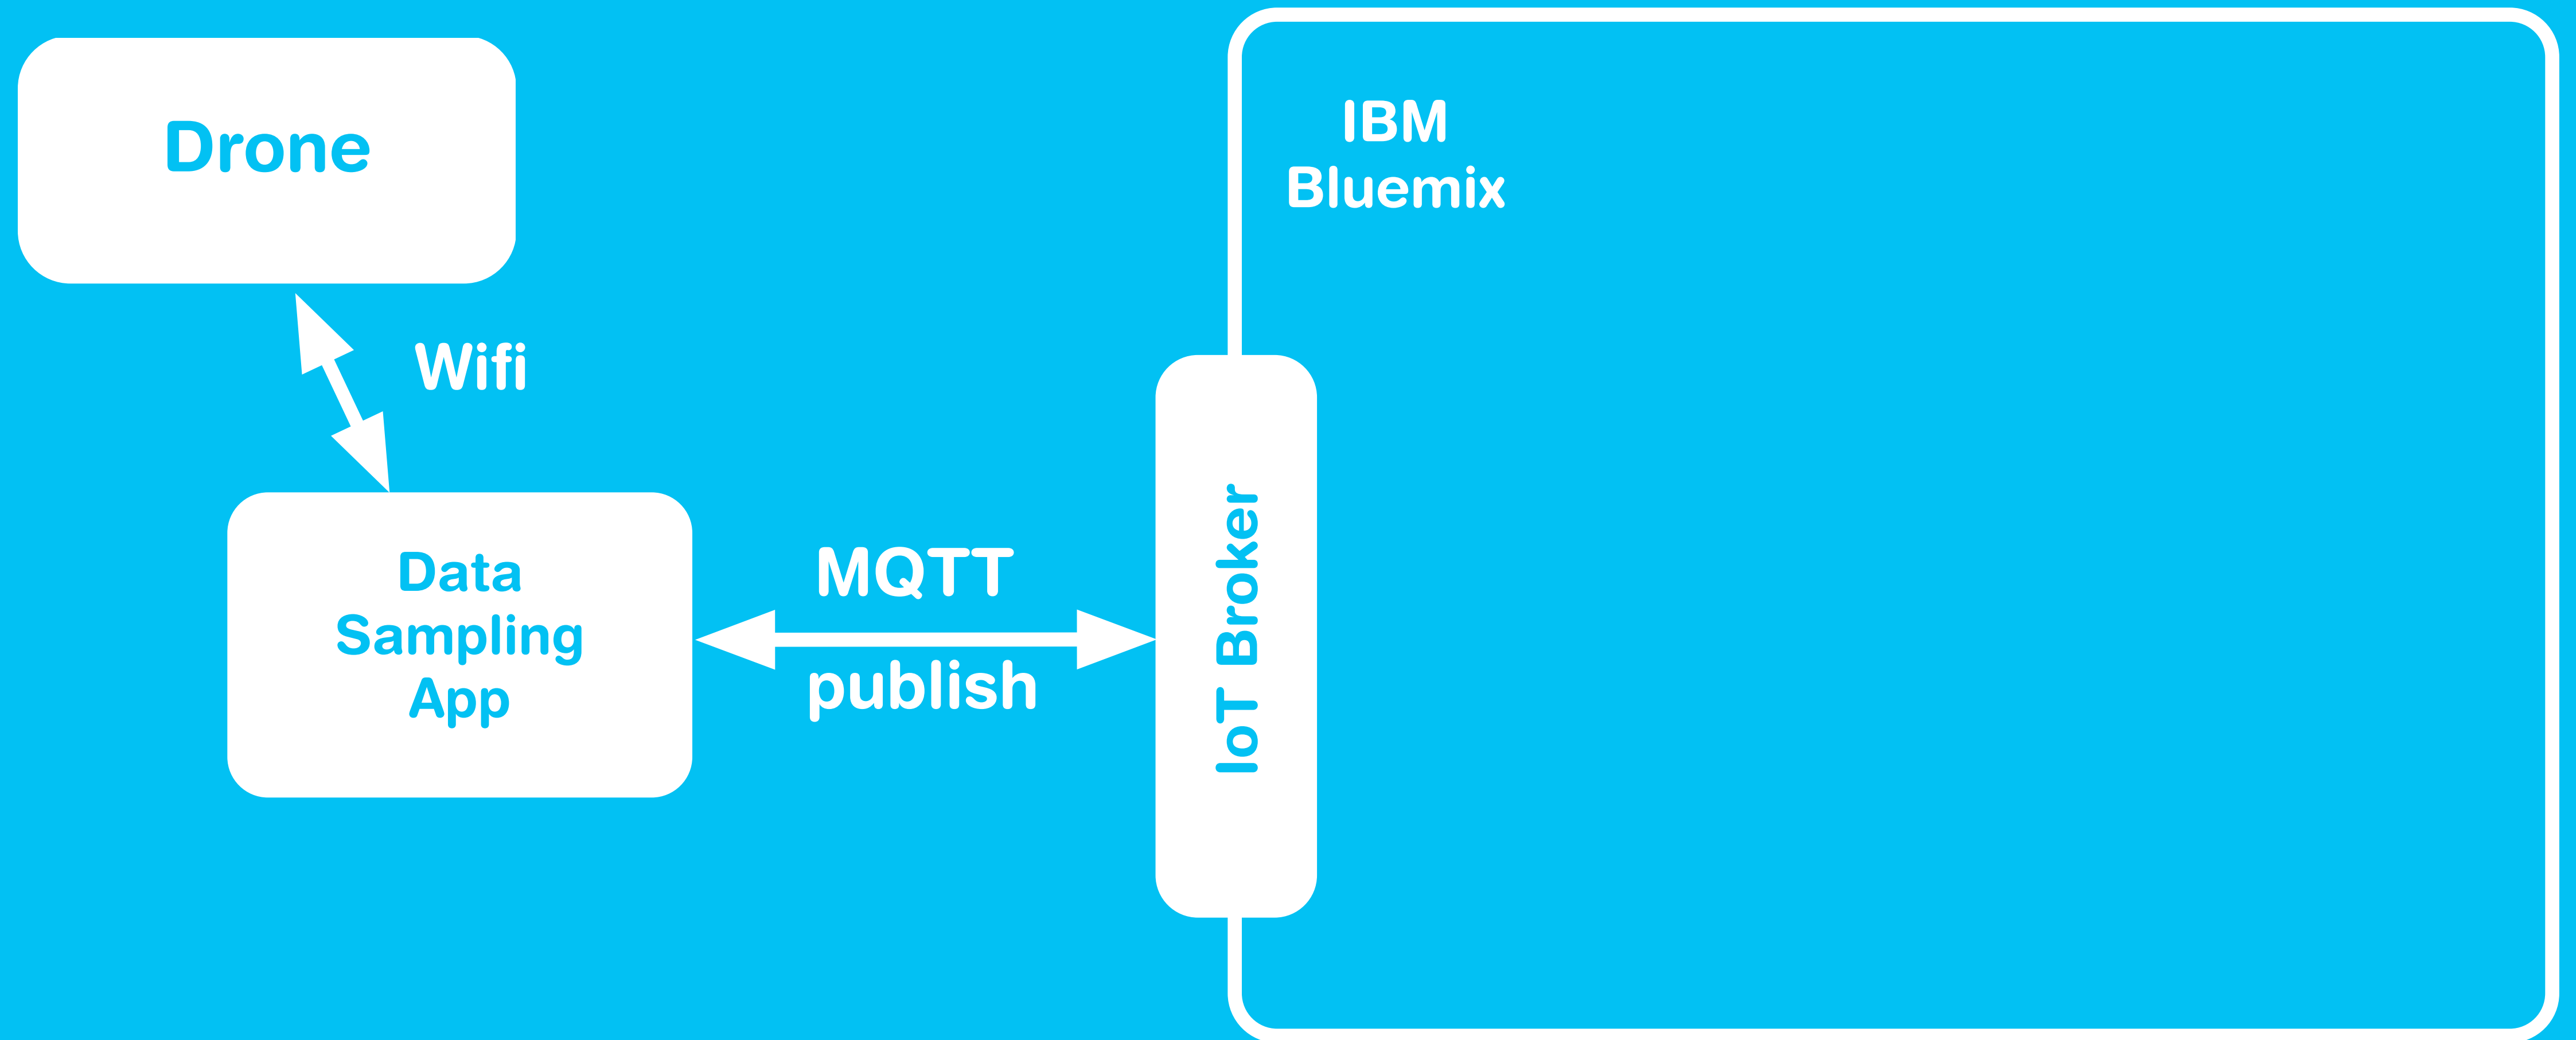 Drone
Wifi
Data
Sampling
App
MQTT
publish
IoT Broker
IBM
Bluemix